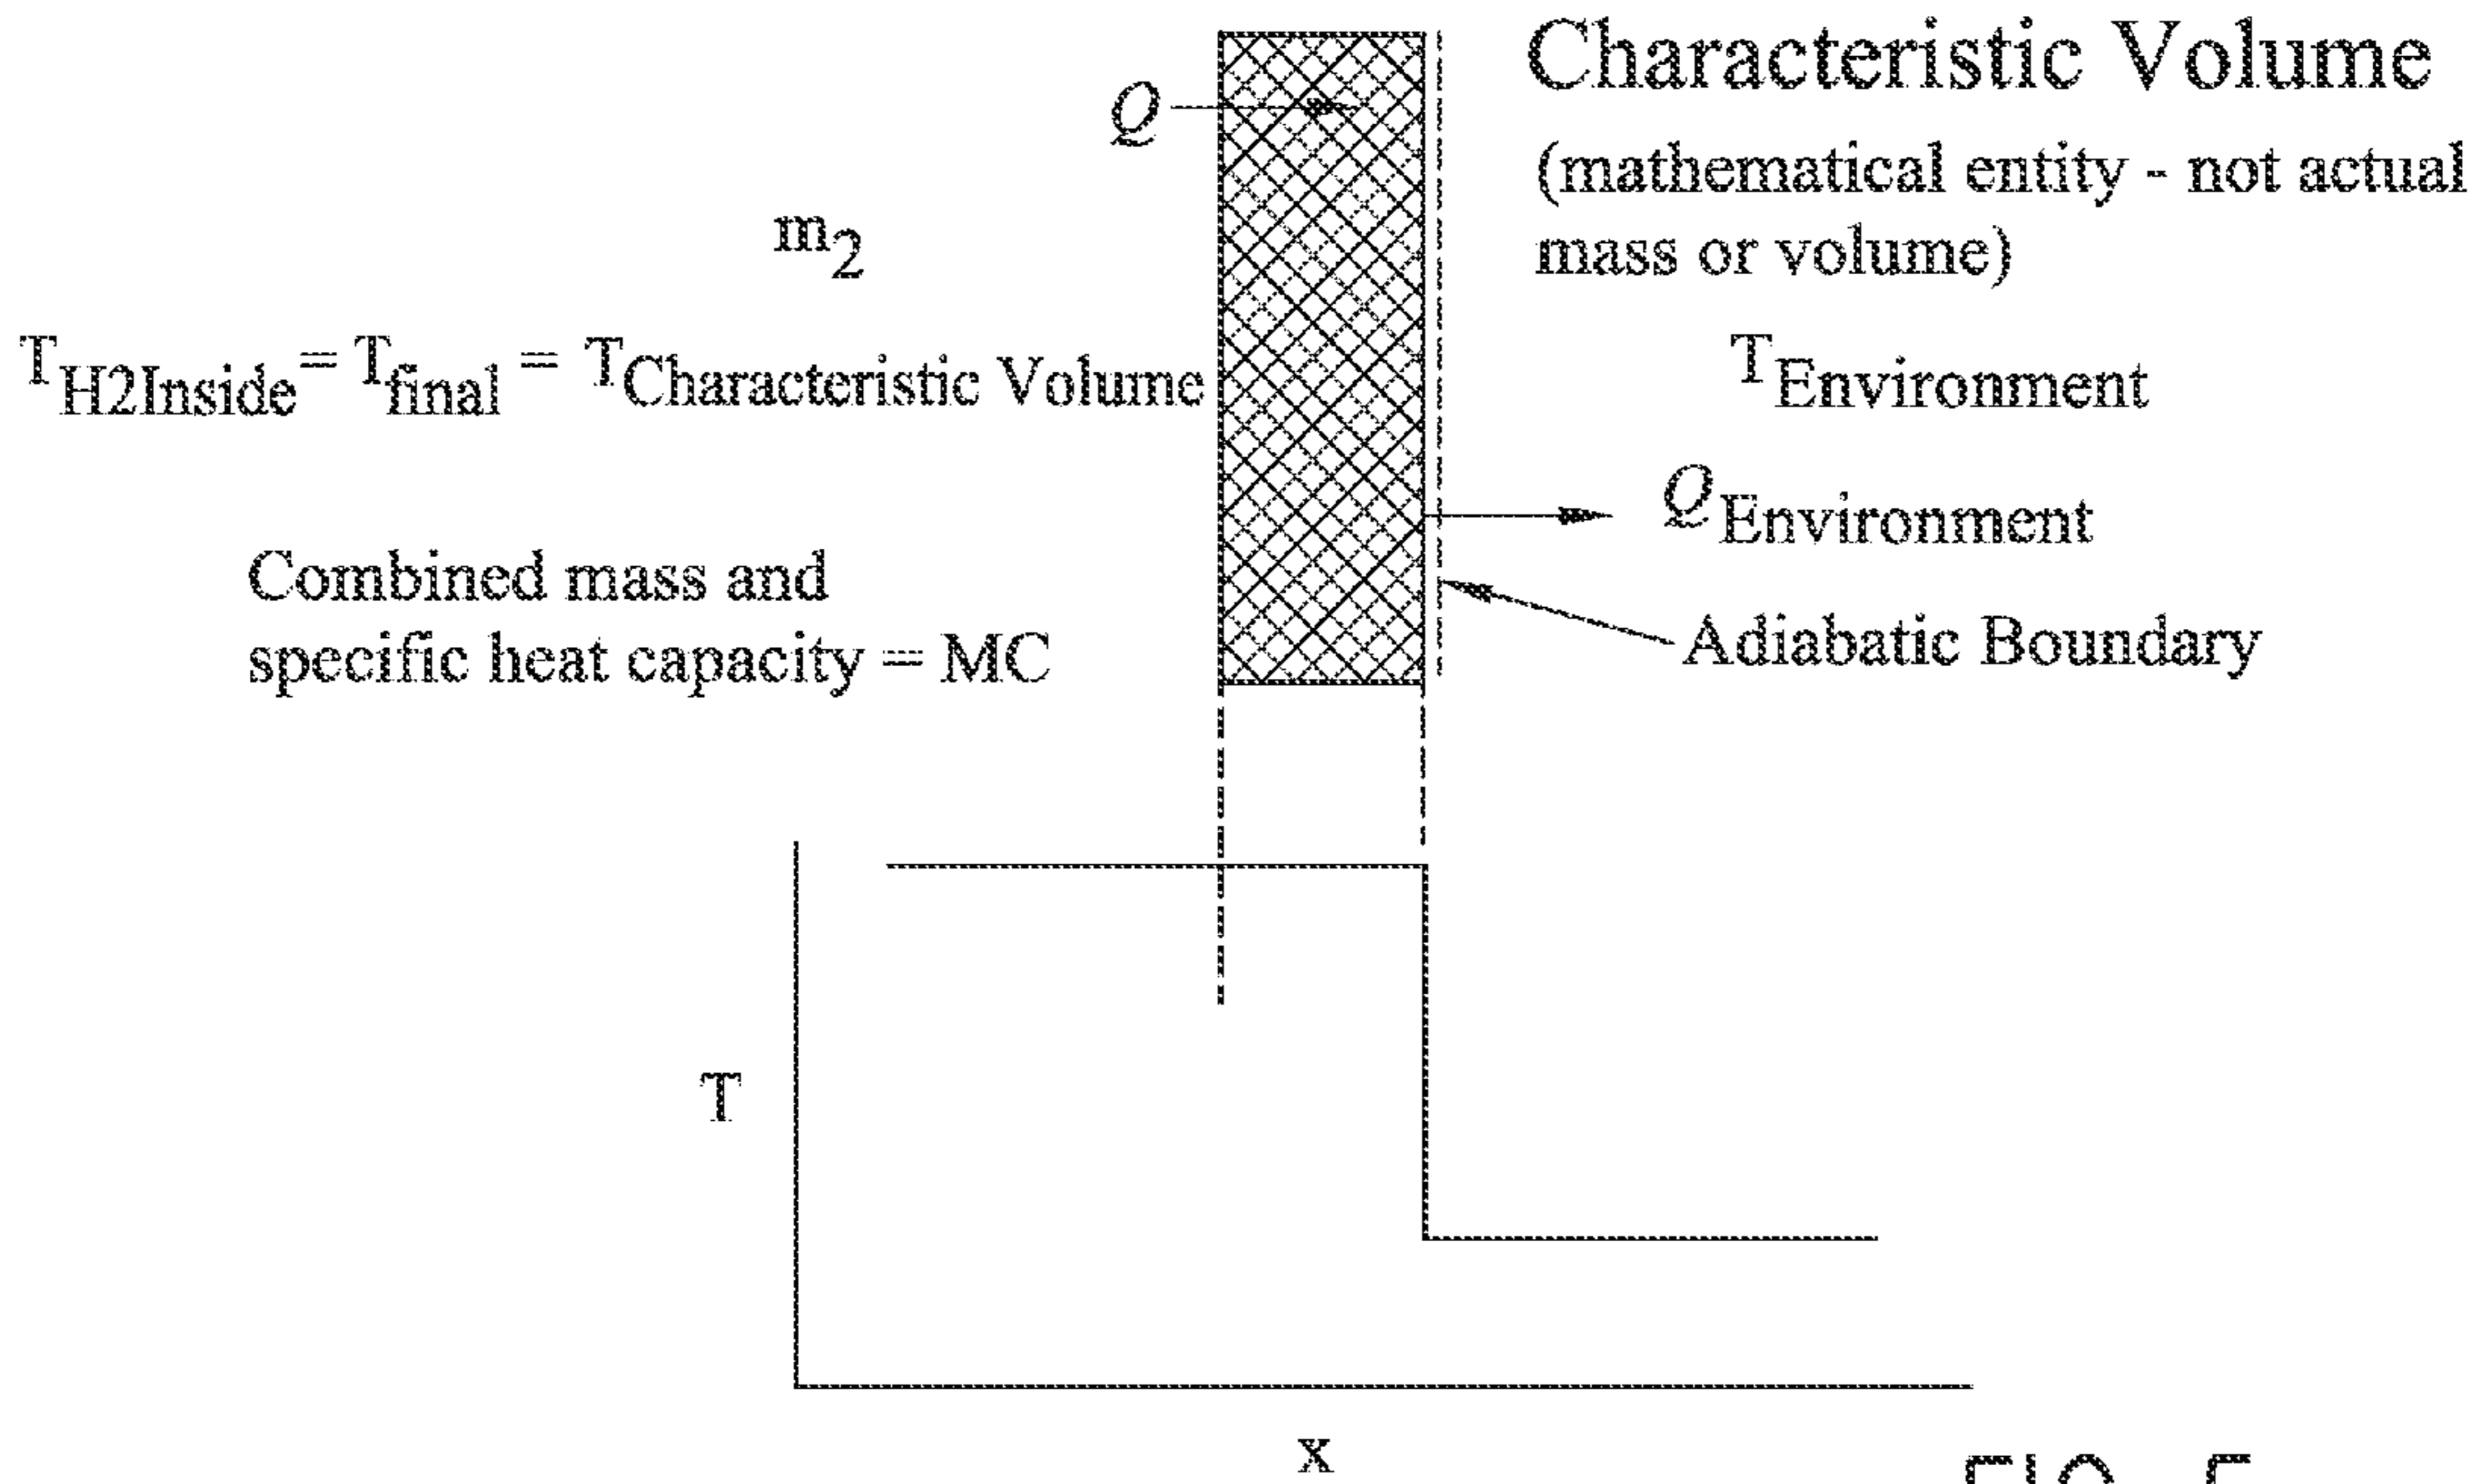 Characteristic Volume
(mathematical entity - not actual
mass or volume)
Q
m2
TH2Inside = Tfinal = TCharacteristic Volume
TEnvironment
QEnvironment
Combined mass and
specific heat capacity = MC
Adiabatic Boundary
T
x